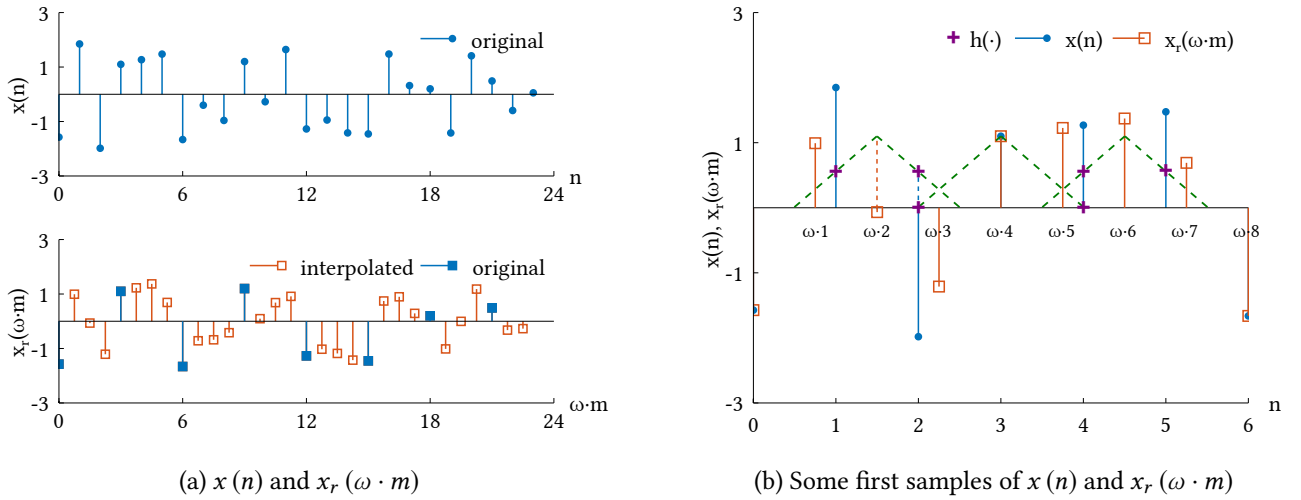 3
1
-1
-3
x(n)
original
0
6
12
18
24
n
3
1
-1
-3
xᵣ(ω·m)
interpolated
original
0
6
12
18
24
ω·m
(a) x (n) and xᵣ (ω · m)
3
1
-1
-3
x(n), xᵣ(ω·m)
h(·)
x(n)
xᵣ(ω·m)
ω·1
ω·2
ω·3
ω·4
ω·5
ω·6
ω·7
ω·8
0
1
2
3
4
5
6
n
(b) Some first samples of x (n) and xᵣ (ω · m)